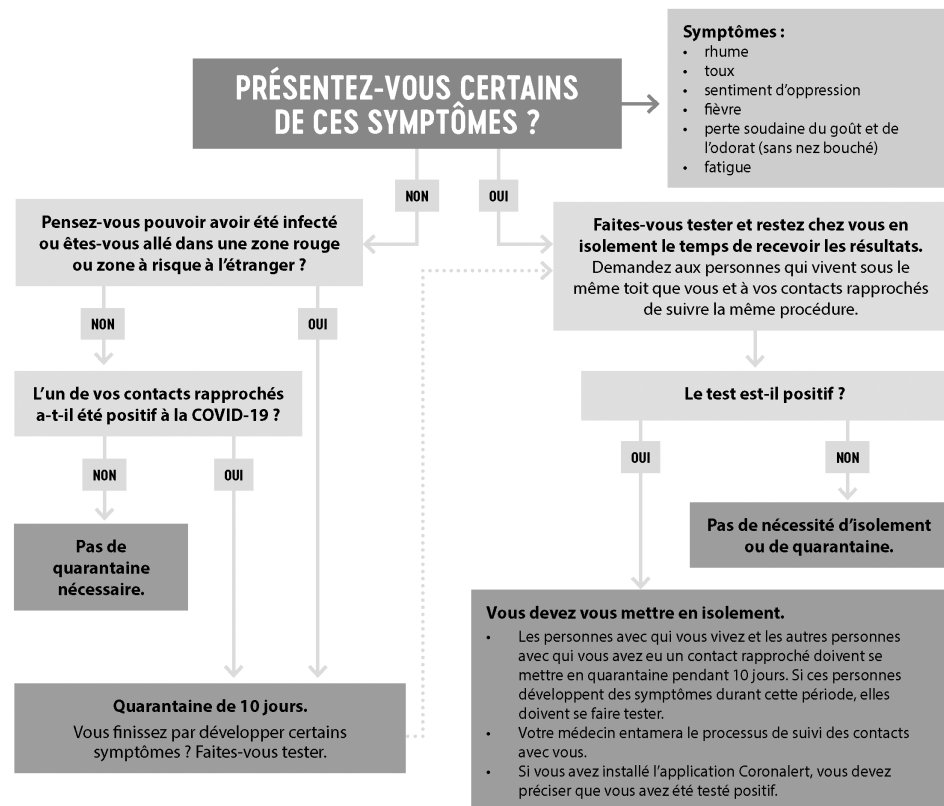 PRÉSENTEZ-VOUS CERTAINS
DE CES SYMPTÔMES ?
Symptômes :
• rhume
• toux
• sentiment d'oppression
• fièvre
• perte soudaine du goût et de
l'odorat (sans nez bouché)
• fatigue
NON
OUI
Pensez-vous pouvoir avoir été infecté
ou êtes-vous allé dans une zone rouge
ou zone à risque à l'étranger ?
NON
OUI
L'un de vos contacts rapprochés
a-t-il été positif à la COVID-19 ?
NON
OUI
Pas de
quarantaine
nécessaire.
Quarantaine de 10 jours.
Vous finissez par développer certains
symptômes ? Faites-vous tester.
Faites-vous tester et restez chez vous en
isolement le temps de recevoir les résultats.
Demandez aux personnes qui vivent sous le
même toit que vous et à vos contacts rapprochés
de suivre la même procédure.
Le test est-il positif ?
OUI
NON
Pas de nécessité d'isolement
ou de quarantaine.
Vous devez vous mettre en isolement.
• Les personnes avec qui vous vivez et les autres personnes
avec qui vous avez eu un contact rapproché doivent se
mettre en quarantaine pendant 10 jours. Si ces personnes
développent des symptômes durant cette période, elles
doivent se faire tester.
• Votre médecin entamera le processus de suivi des contacts
avec vous.
• Si vous avez installé l'application Coronalert, vous devez
préciser que vous avez été testé positif.